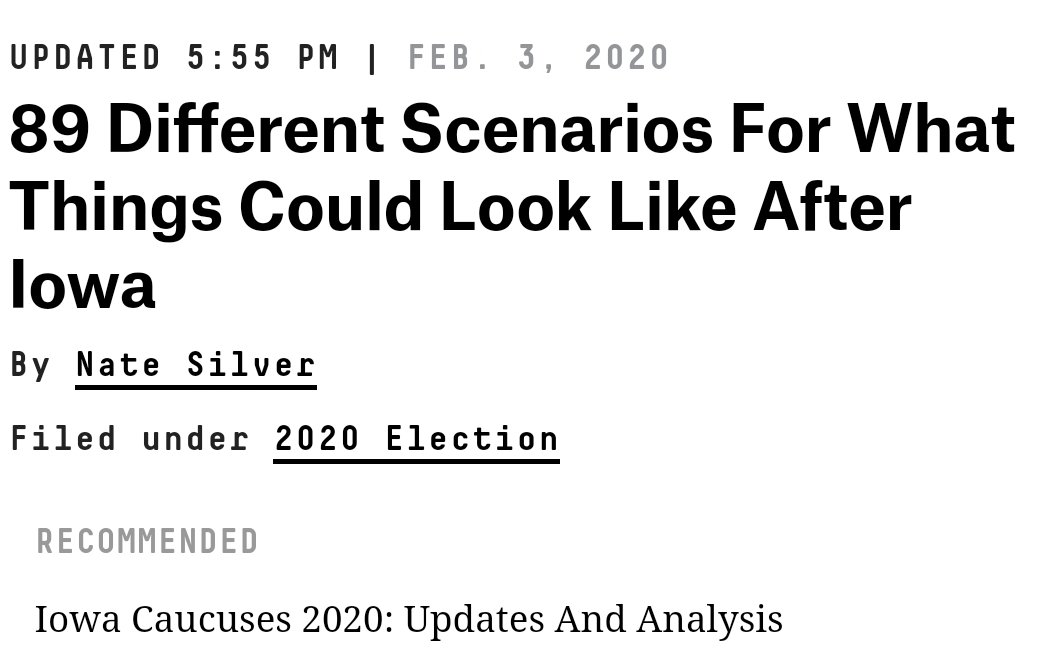 UPDATED 5:55 PM | FEB. 3, 2020
89 Different Scenarios For What
Things Could Look Like After
Iowa
By Nate Silver
Filed under 2020 Election
RECOMMENDED
Iowa Caucuses 2020: Updates And Analysis